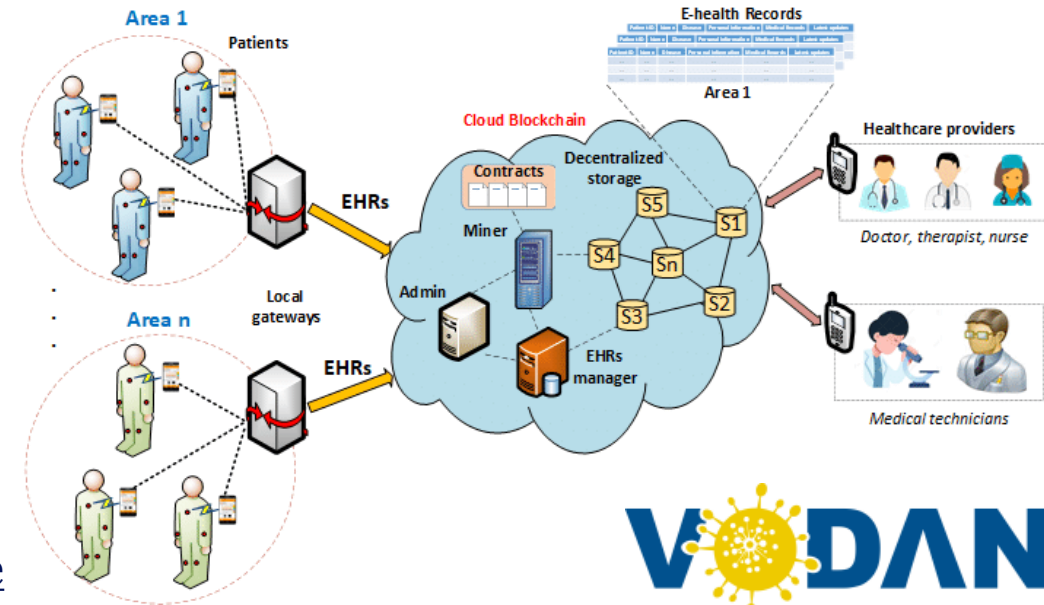 Area 1
Patients
E-health Records
Area 1
Cloud Blockchain
Healthcare providers
Contracts
Decentralized
storage
EHRs
Miner
S5
S1
S4
Sn
S2
S3
Doctor, therapist, nurse
Admin
Local
gateways
Area n
EHRs
EHRs
manager
Medical technicians
VODAN